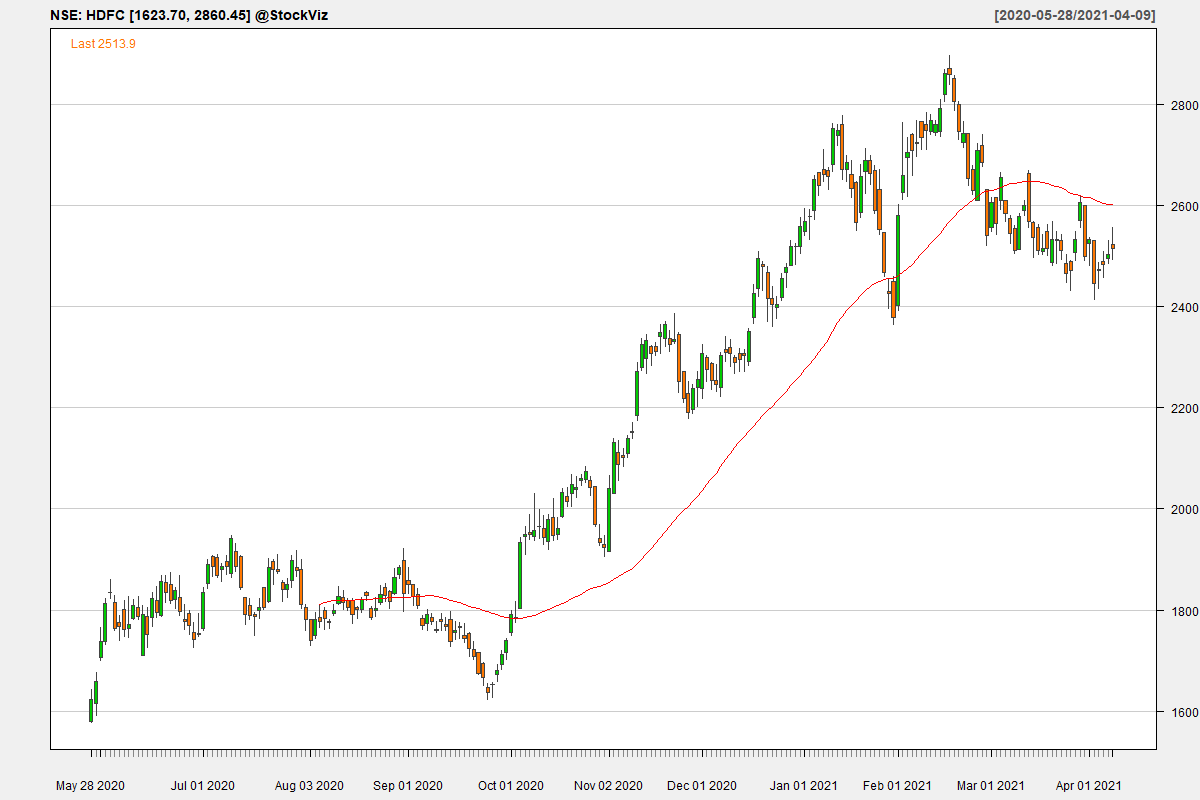 NSE: HDFC [1623.70, 2860.45] @StockViz
[2020-05-28/2021-04-09]
Last 2513.9
2800
2600
2400
2200
2000
1800
1600
May 28 2020 Jul 01 2020 Aug 03 2020 Sep 01 2020 Oct 01 2020 Nov 02 2020 Dec 01 2020 Jan 01 2021 Feb 01 2021 Mar 01 2021 Apr 01 2021